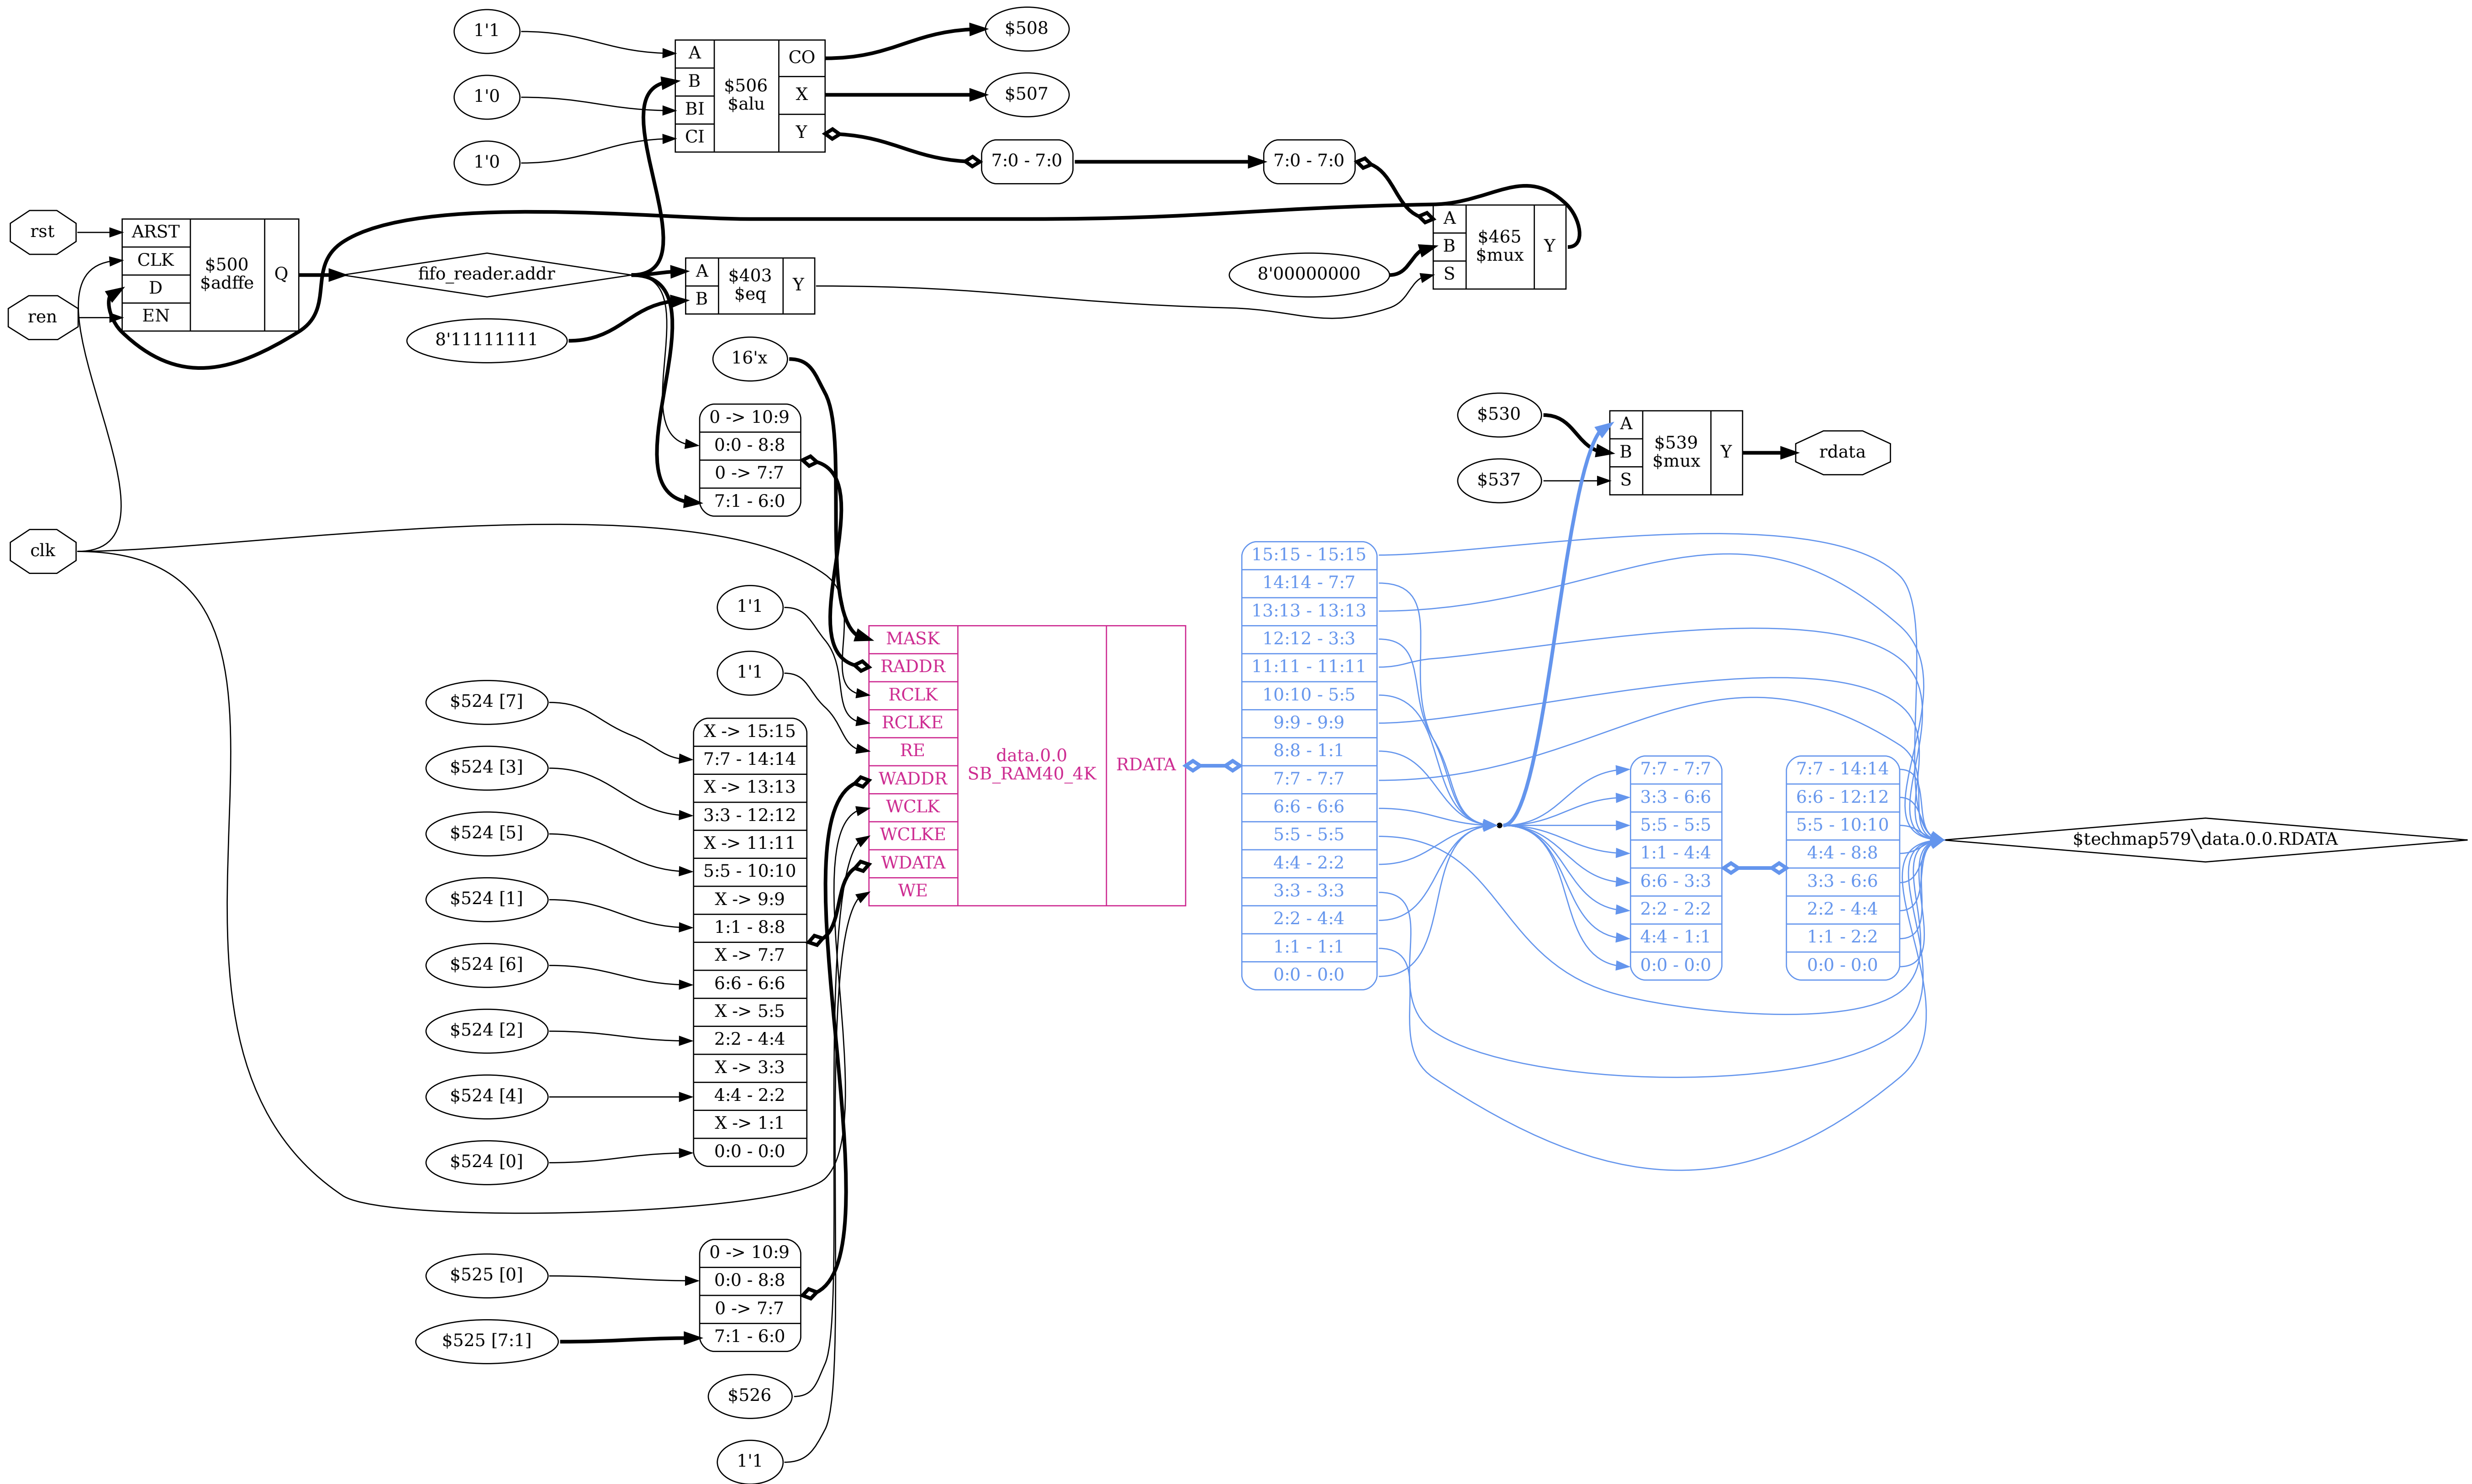 1'1
1'0
1'0
A
B
BI
CI
$506
$alu
CO
X
Y
$508
$507
7:0 - 7:0
7:0 - 7:0
rst
ren
clk
ARST
CLK
D
EN
$500
$adffe
Q
fifo_reader.addr
8'11111111
A
B
$403
$eq
Y
8'00000000
A
B
S
$465
$mux
Y
16'x
0 -> 10:9
0:0 - 8:8
0 -> 7:7
7:1 - 6:0
$530
$537
A
B
S
$539
$mux
Y
rdata
1'1
1'1
$524 [7]
$524 [3]
$524 [5]
$524 [1]
$524 [6]
$524 [2]
$524 [4]
$524 [0]
X -> 15:15
7:7 - 14:14
X -> 13:13
3:3 - 12:12
X -> 11:11
5:5 - 10:10
X -> 9:9
1:1 - 8:8
X -> 7:7
6:6 - 6:6
X -> 5:5
2:2 - 4:4
X -> 3:3
4:4 - 2:2
X -> 1:1
0:0 - 0:0
MASK
RADDR
RCLK
RCLKE
RE
WADDR
WCLK
WCLKE
WDATA
WE
data.0.0
SB_RAM40_4K
RDATA
15:15 - 15:15
14:14 - 7:7
13:13 - 13:13
12:12 - 3:3
11:11 - 11:11
10:10 - 5:5
9:9 - 9:9
8:8 - 1:1
7:7 - 7:7
6:6 - 6:6
5:5 - 5:5
4:4 - 2:2
3:3 - 3:3
2:2 - 4:4
1:1 - 1:1
0:0 - 0:0
7:7 - 7:7
3:3 - 6:6
5:5 - 5:5
1:1 - 4:4
6:6 - 3:3
2:2 - 2:2
4:4 - 1:1
0:0 - 0:0
7:7 - 14:14
6:6 - 12:12
5:5 - 10:10
4:4 - 8:8
3:3 - 6:6
2:2 - 4:4
1:1 - 2:2
0:0 - 0:0
$techmap579\data.0.0.RDATA
$525 [0]
$525 [7:1]
0 -> 10:9
0:0 - 8:8
0 -> 7:7
7:1 - 6:0
$526
1'1